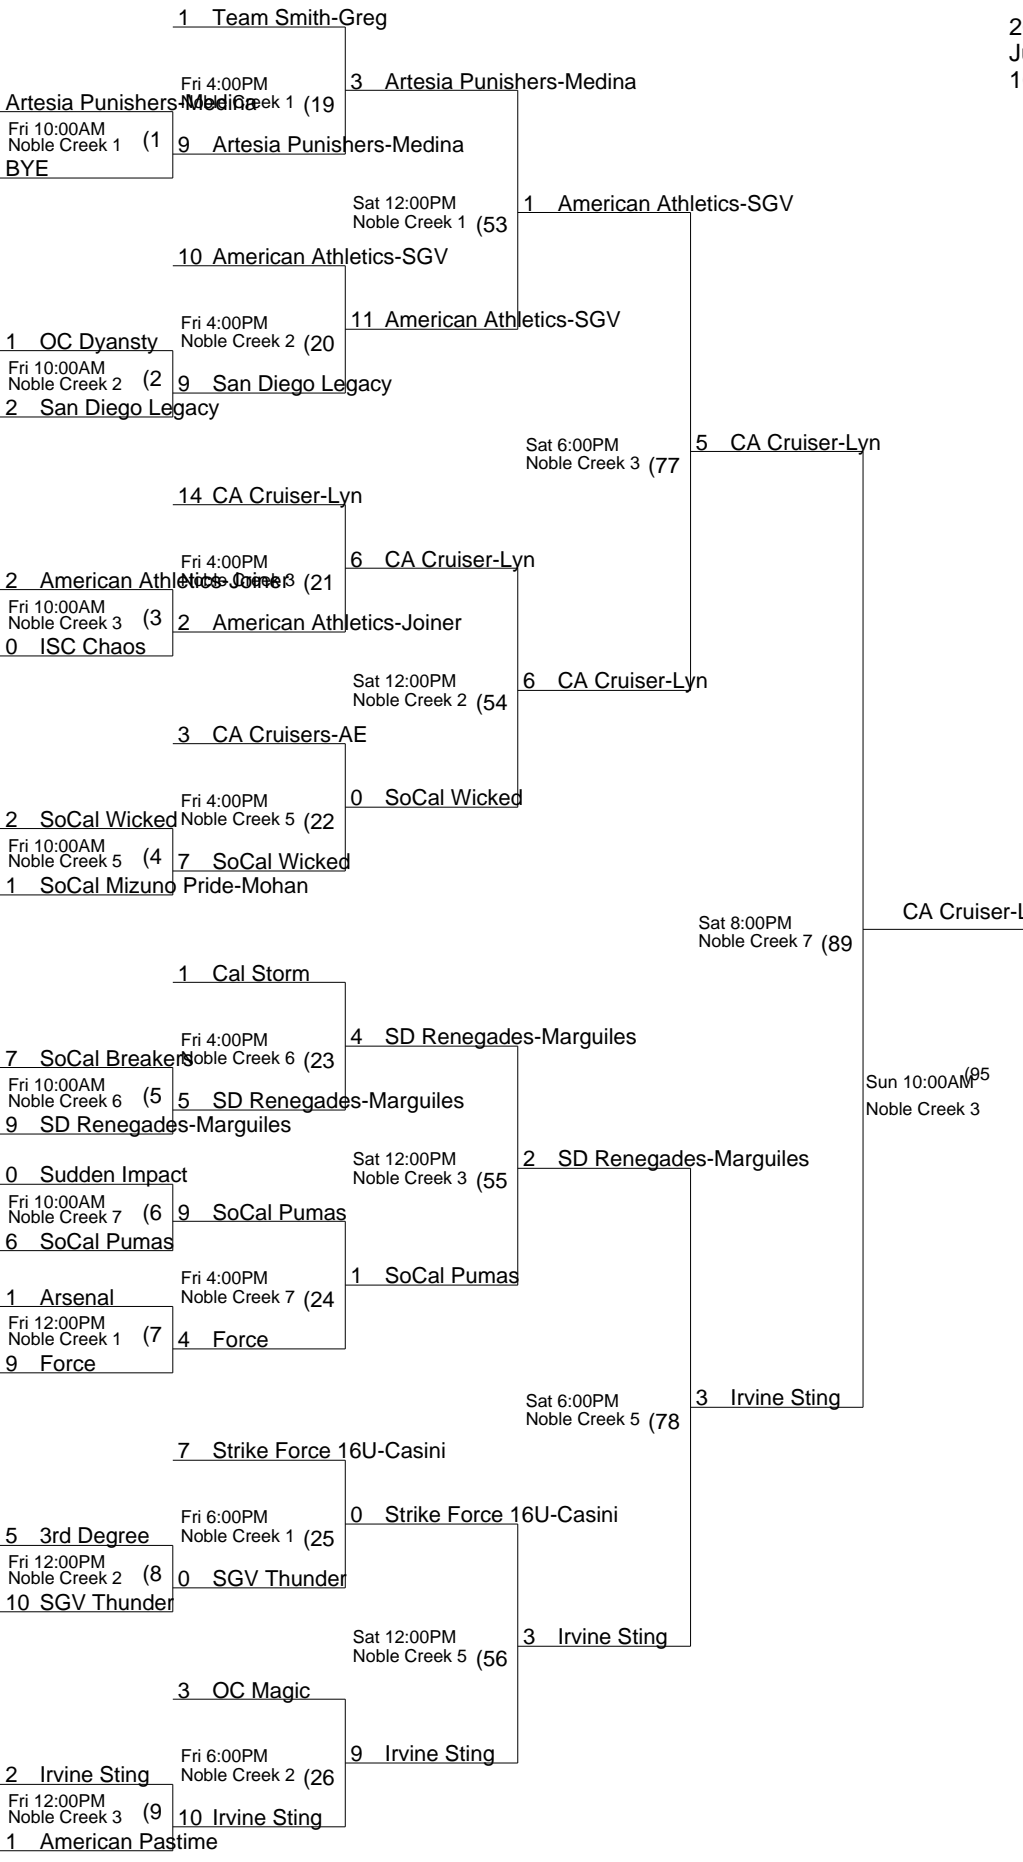 1 Team Smith-Greg
2
Ju
1
Fri 4:00PM
Noble Creek 1 (19
3 Artesia Punishers-Medina
Artesia Punishers-Medina
Fri 10:00AM
Noble Creek 1 (1
9 Artesia Punishers-Medina
BYE
Sat 12:00PM
Noble Creek 1 (53
1 American Athletics-SGV
10 American Athletics-SGV
Fri 4:00PM
Noble Creek 2 (20
11 American Athletics-SGV
1 OC Dyansty
Fri 10:00AM
Noble Creek 2 (2
9 San Diego Legacy
2 San Diego Legacy
Sat 6:00PM
Noble Creek 3 (77
5 CA Cruiser-Lyn
14 CA Cruiser-Lyn
Fri 4:00PM
Noble Creek 3 (21
6 CA Cruiser-Lyn
2 American Athletics-Joiner
Fri 10:00AM
Noble Creek 3 (3
2 American Athletics-Joiner
0 ISC Chaos
Sat 12:00PM
Noble Creek 2 (54
6 CA Cruiser-Lyn
3 CA Cruisers-AE
Fri 4:00PM
Noble Creek 5 (22
0 SoCal Wicked
2 SoCal Wicked
Fri 10:00AM
Noble Creek 5 (4
7 SoCal Wicked
1 SoCal Mizuno Pride-Mohan
Sat 8:00PM
Noble Creek 7 (89
CA Cruiser-L
1 Cal Storm
Fri 4:00PM
Noble Creek 6 (23
4 SD Renegades-Marguiles
7 SoCal Breakers
Fri 10:00AM
Noble Creek 6 (5
5 SD Renegades-Marguiles
9 SD Renegades-Marguiles
Sun 10:00AM (95
Noble Creek 3
0 Sudden Impact
Fri 10:00AM
Noble Creek 7 (6
9 SoCal Pumas
6 SoCal Pumas
Sat 12:00PM
Noble Creek 3 (55
2 SD Renegades-Marguiles
Fri 4:00PM
Noble Creek 7 (24
1 SoCal Pumas
1 Arsenal
Fri 12:00PM
Noble Creek 1 (7
4 Force
9 Force
Sat 6:00PM
Noble Creek 5 (78
3 Irvine Sting
7 Strike Force 16U-Casini
Fri 6:00PM
Noble Creek 1 (25
0 Strike Force 16U-Casini
5 3rd Degree
Fri 12:00PM
Noble Creek 2 (8
0 SGV Thunder
10 SGV Thunder
Sat 12:00PM
Noble Creek 5 (56
3 Irvine Sting
3 OC Magic
Fri 6:00PM
Noble Creek 2 (26
9 Irvine Sting
2 Irvine Sting
Fri 12:00PM
Noble Creek 3 (9
10 Irvine Sting
1 American Pastime